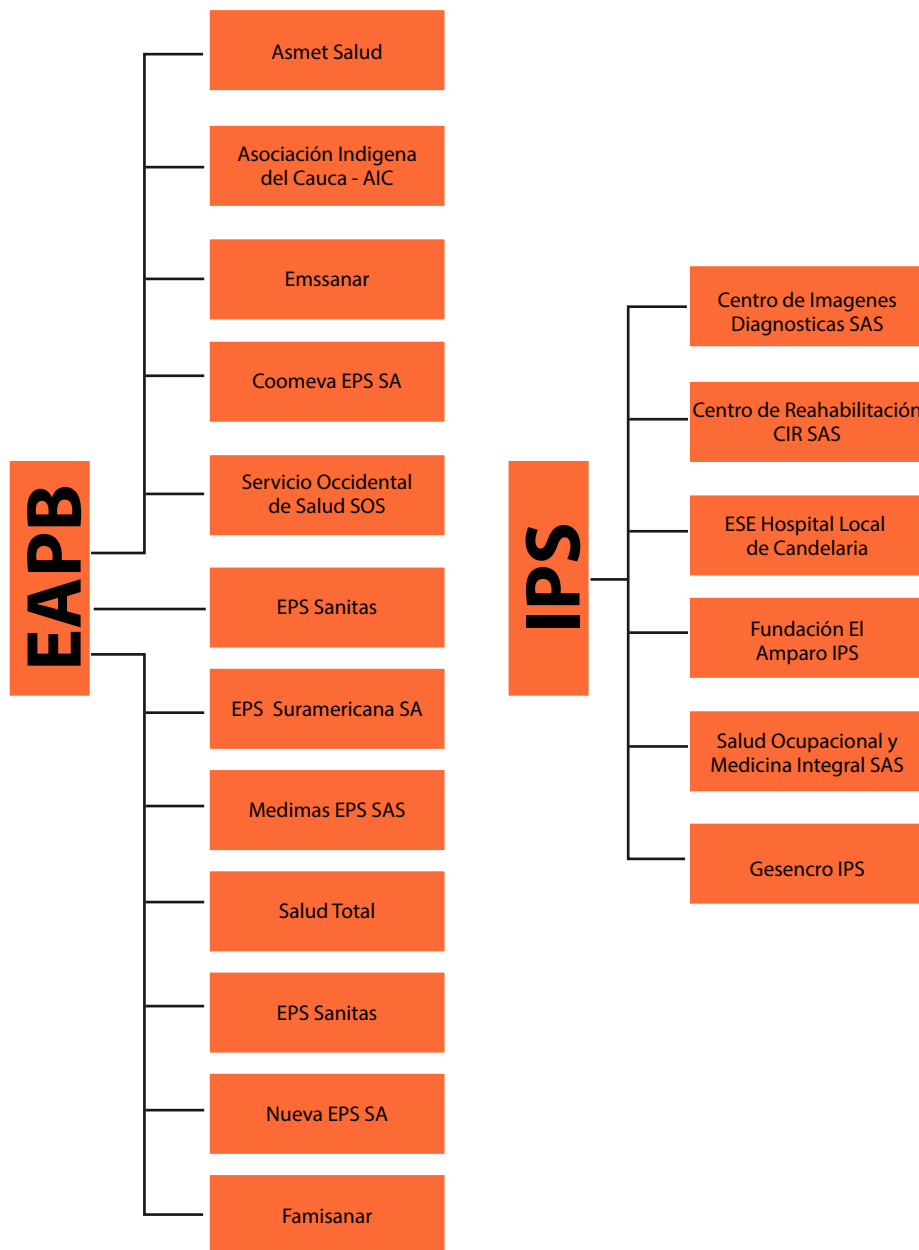 EAPB
Asmet Salud
Asociación Indigena
del Cauca - AIC
Emssanar
Coomeva EPS SA
Servicio Occidental
de Salud SOS
EPS Sanitas
EPS Suramericana SA
Medimas EPS SAS
Salud Total
EPS Sanitas
Nueva EPS SA
Famisanar
IPS
Centro de Imagenes
Diagnosticas SAS
Centro de Reahabilitación
CIR SAS
ESE Hospital Local
de Candelaria
Fundación El
Amparo IPS
Salud Ocupacional y
Medicina Integral SAS
Gesencro IPS